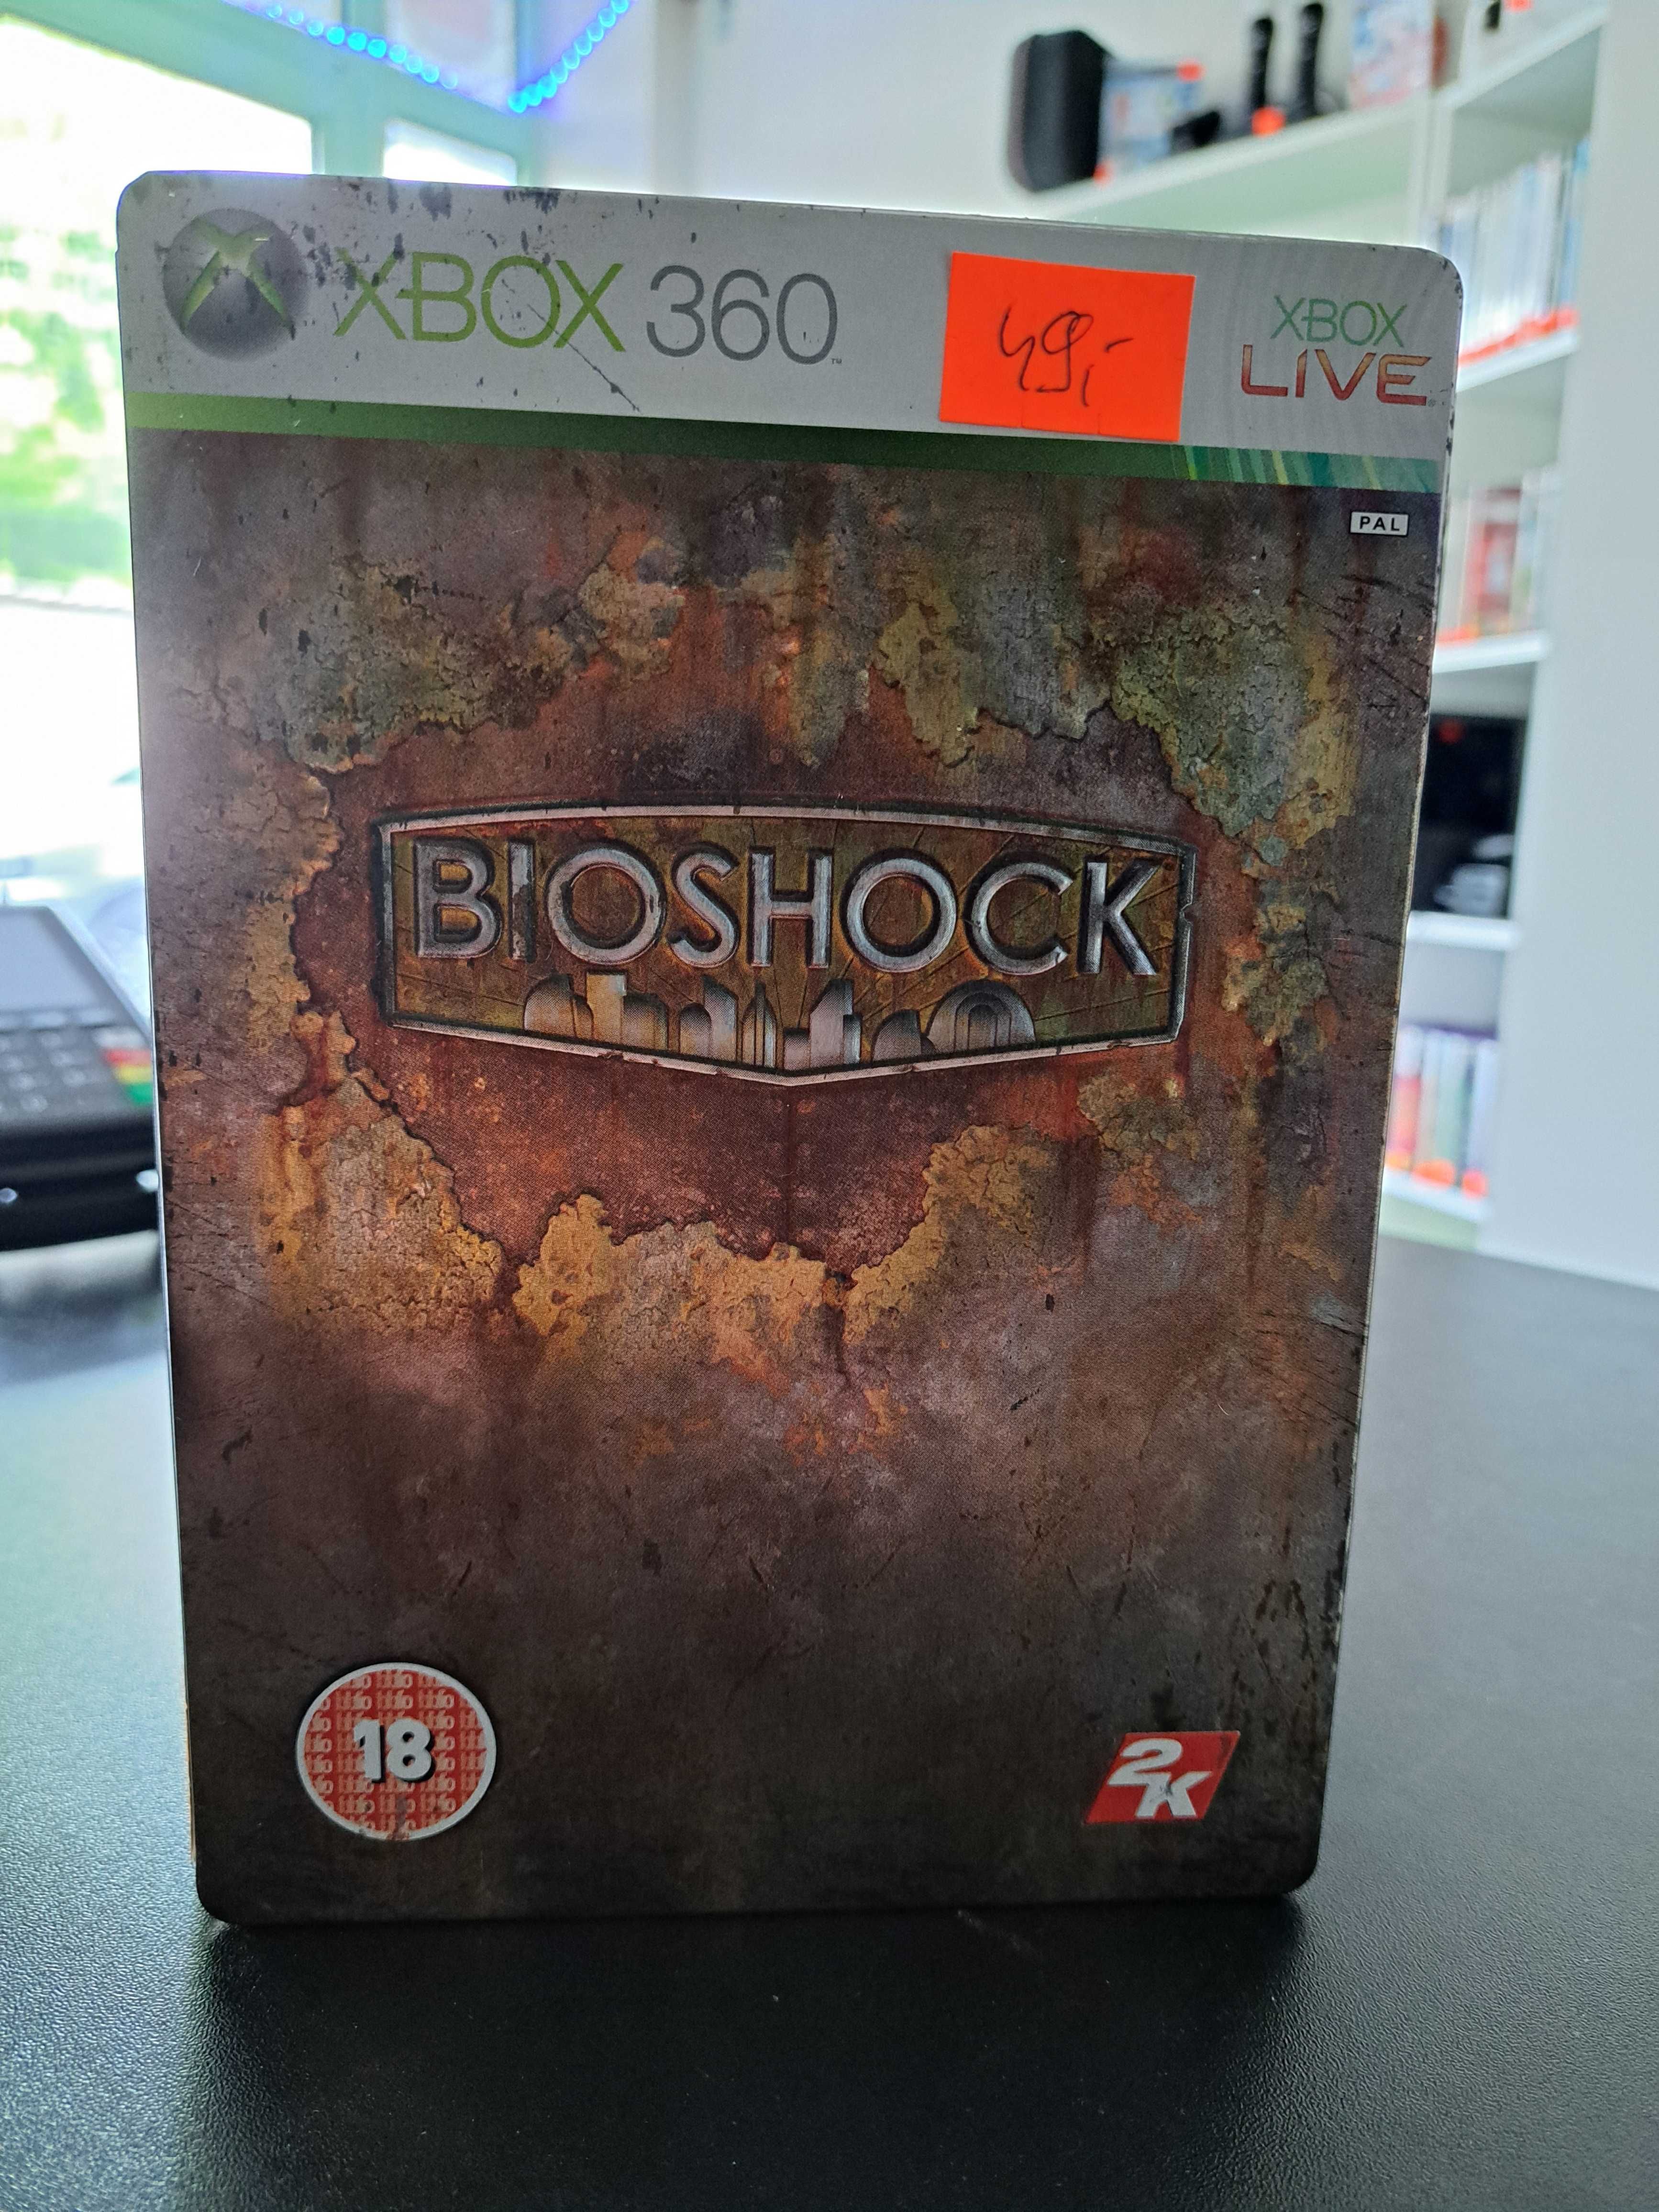 XBOX 360
49,-
XBOX
LIVE
PAL
BIOSHOCK
18
2K